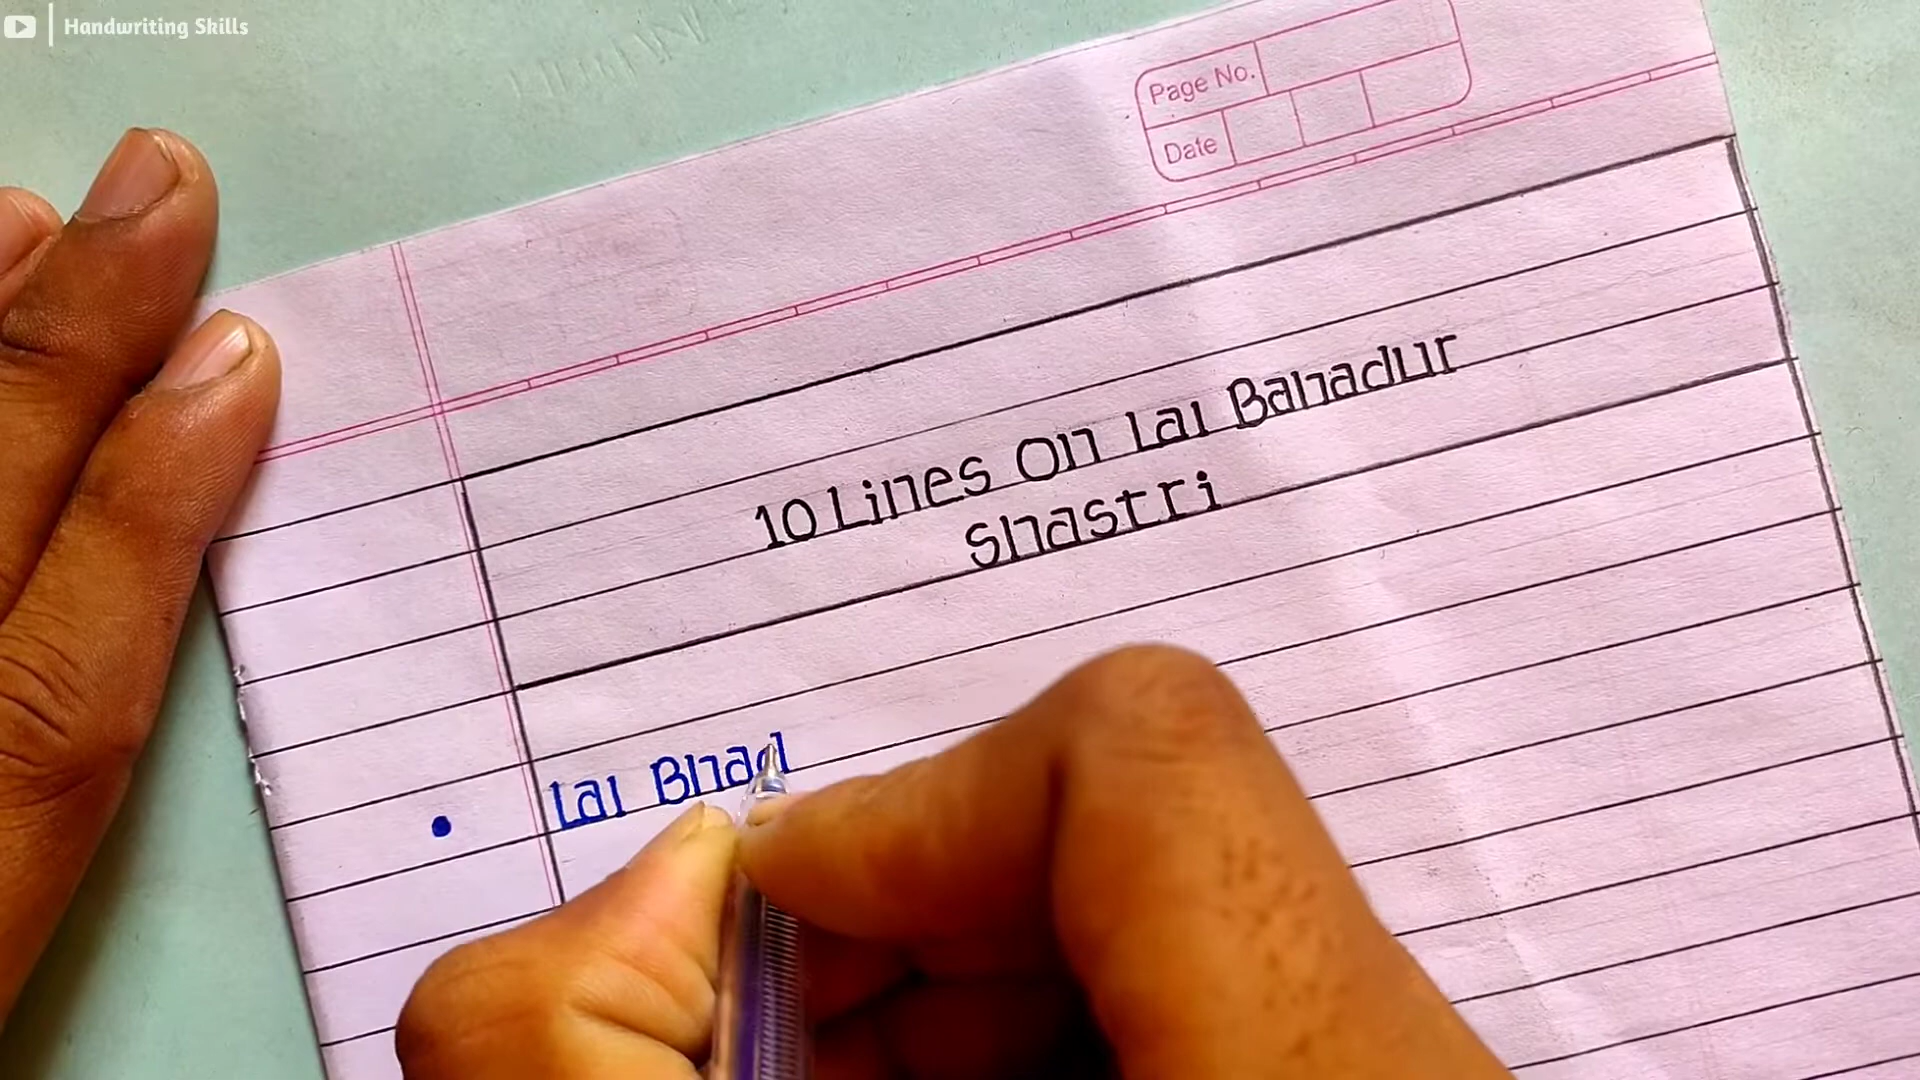 Handwriting Skills
Page No.
Date
10 Lines On Lal Bahadur
Shastri
• Lal Bhad